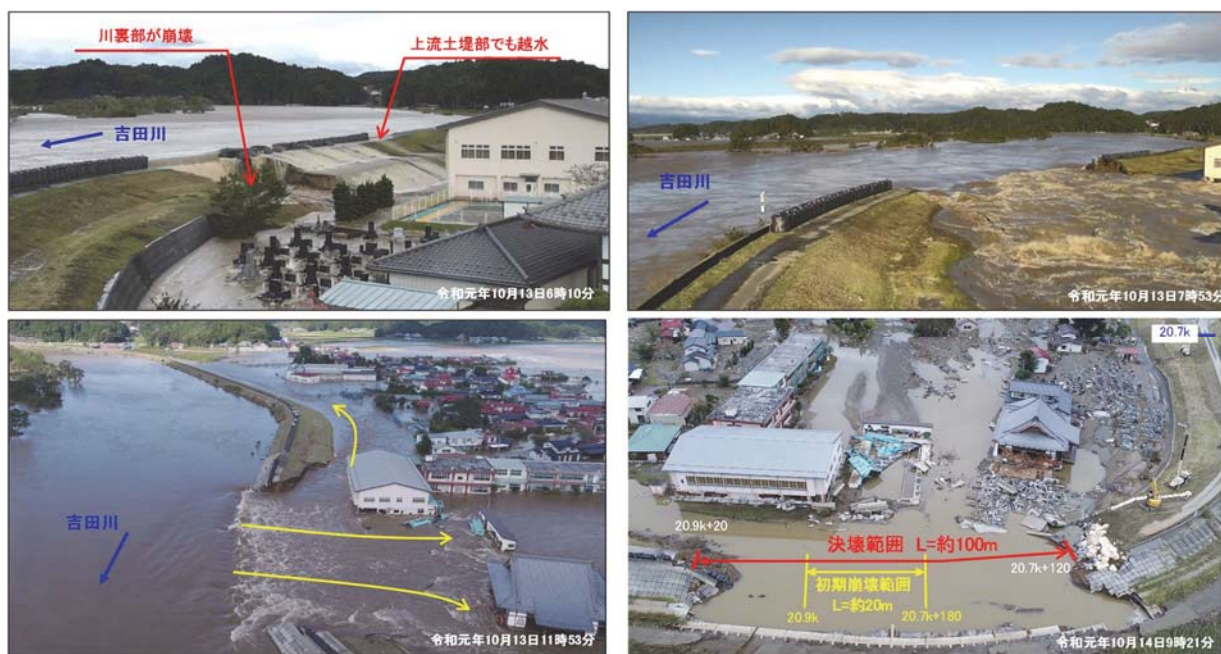 川裏部が崩壊
上流土堤部でも越水
吉田川
令和元年10月13日6時10分
吉田川
令和元年10月13日7時53分
吉田川
令和元年10月13日11時53分
20.7k
20.9k+20
決壊範囲 L=約100m
20.7k+120
初期崩壊範囲
L=約20m
20.9k
20.7k+180
令和元年10月14日9時21分